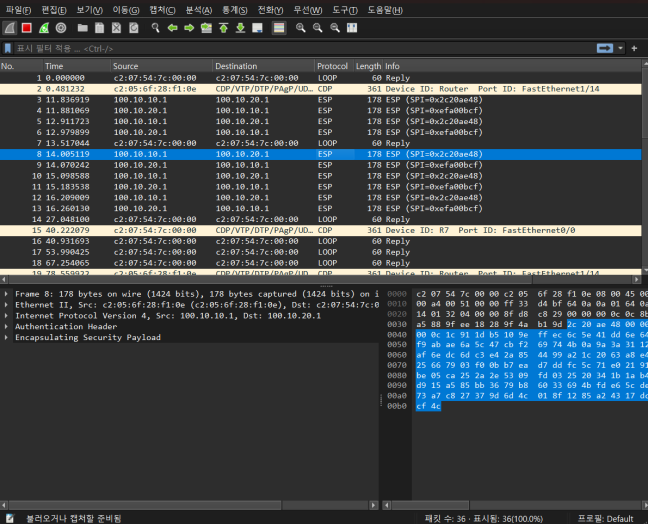 파일(F) 편집(E) 보기(V) 이동(G) 캡처(C) 분석(A) 통계(S) 전화(Y) 무선(W) 도구(T) 도움말(H)
표시 필터 적용 … <Ctrl-/>
No. Time Source Destination Protocol Length Info
1 0.000000 c2:07:54:7c:00:00 c2:07:54:7c:00:00 LOOP 60 Reply
2 0.481232 c2:05:6f:28:f1:0e CDP/VTP/DTP/PAgP/UD… CDP 361 Device ID: Router Port ID: FastEthernet1/14
3 11.836919 100.10.10.1 100.10.20.1 ESP 178 ESP (SPI=0x2c20ae48)
4 11.881069 100.10.20.1 100.10.10.1 ESP 178 ESP (SPI=0xefa00bcf)
5 12.911723 100.10.10.1 100.10.20.1 ESP 178 ESP (SPI=0x2c20ae48)
6 12.979899 100.10.20.1 100.10.10.1 ESP 178 ESP (SPI=0xefa00bcf)
7 13.517044 c2:07:54:7c:00:00 c2:07:54:7c:00:00 LOOP 60 Reply
8 14.005119 100.10.10.1 100.10.20.1 ESP 178 ESP (SPI=0x2c20ae48)
9 14.070242 100.10.20.1 100.10.10.1 ESP 178 ESP (SPI=0xefa00bcf)
10 15.098588 100.10.10.1 100.10.20.1 ESP 178 ESP (SPI=0x2c20ae48)
11 15.183538 100.10.20.1 100.10.10.1 ESP 178 ESP (SPI=0xefa00bcf)
12 16.209009 100.10.10.1 100.10.20.1 ESP 178 ESP (SPI=0x2c20ae48)
13 16.260130 100.10.20.1 100.10.10.1 ESP 178 ESP (SPI=0xefa00bcf)
14 27.048100 c2:07:54:7c:00:00 c2:07:54:7c:00:00 LOOP 60 Reply
15 40.222079 c2:07:54:7c:00:00 CDP/VTP/DTP/PAgP/UD… CDP 361 Device ID: R7 Port ID: FastEthernet0/0
16 40.931693 c2:07:54:7c:00:00 c2:07:54:7c:00:00 LOOP 60 Reply
17 53.990425 c2:07:54:7c:00:00 c2:07:54:7c:00:00 LOOP 60 Reply
18 67.254065 c2:07:54:7c:00:00 c2:07:54:7c:00:00 LOOP 60 Reply
19 78.559922 c2:05:6f:28:f1:0e CDP/VTP/DTP/PAgP/UD… CDP 361 Device ID: Router Port ID: FastEthernet1/14
Frame 8: 178 bytes on wire (1424 bits), 178 bytes captured (1424 bits) on i
Ethernet II, Src: c2:05:6f:28:f1:0e (c2:05:6f:28:f1:0e), Dst: c2:07:54:7c:0
Internet Protocol Version 4, Src: 100.10.10.1, Dst: 100.10.20.1
Authentication Header
Encapsulating Security Payload
0000 c2 07 54 7c 00 00 c2 05 6f 28 f1 0e 08 00 45 00
0010 00 a4 00 51 00 00 ff 33 d4 bf 64 0a 0a 01 64 0a
0020 14 01 32 04 00 00 8f d8 c8 29 00 00 00 0c 0c 8b
0030 a5 88 9f ee 18 28 9f 4a b1 9d 2c 20 ae 48 00 00
0040 00 0c 1c 91 1d b5 10 9e ff ec 6c 5e 41 dd 6e 64
0050 f9 ab ae 6a 5c 47 cb f2 69 74 4b 0a 9a 3a 31 12
0060 af 6e dc 6d c3 e4 2a 85 44 99 a2 1c 20 63 a8 e4
0070 25 66 79 03 f0 0b b7 ea d7 dd fc 5c 71 e0 21 91
0080 be 05 ca 25 2a 2e 53 09 fd 03 25 20 34 1b 1a b4
0090 d9 15 a5 85 bb 36 79 b8 60 33 69 4b fd e6 5c de
00a0 73 a7 c8 27 37 9d 6d 4c 01 8f 12 85 a2 43 17 dc
00b0 cf 4c
불러오거나 캡처할 준비됨 패킷 수: 36 · 표시됨: 36(100.0%) 프로필: Default